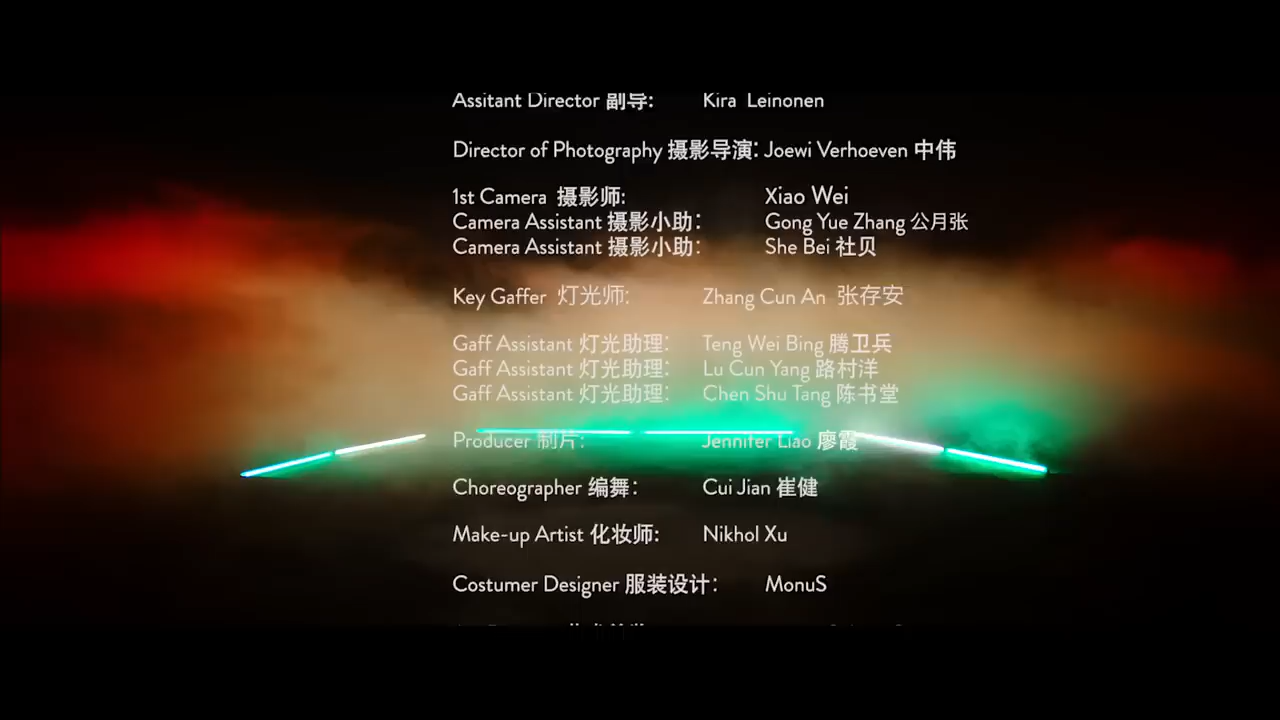 Assitant Director 副导: Kira Leinonen
Director of Photography 摄影导演: Joewi Verhoeven 中伟
1st Camera 摄影师: Xiao Wei
Camera Assistant 摄影小助: Gong Yue Zhang 公月张
Camera Assistant 摄影小助: She Bei 社贝
Key Gaffer 灯光师: Zhang Cun An 张存安
Gaff Assistant 灯光助理: Teng Wei Bing 腾卫兵
Gaff Assistant 灯光助理: Lu Cun Yang 路村洋
Gaff Assistant 灯光助理: Chen Shu Tang 陈书堂
Producer 制片: Jennifer Liao 廖霞
Choreographer 编舞: Cui Jian 崔健
Make-up Artist 化妆师: Nikhol Xu
Costumer Designer 服装设计: MonuS